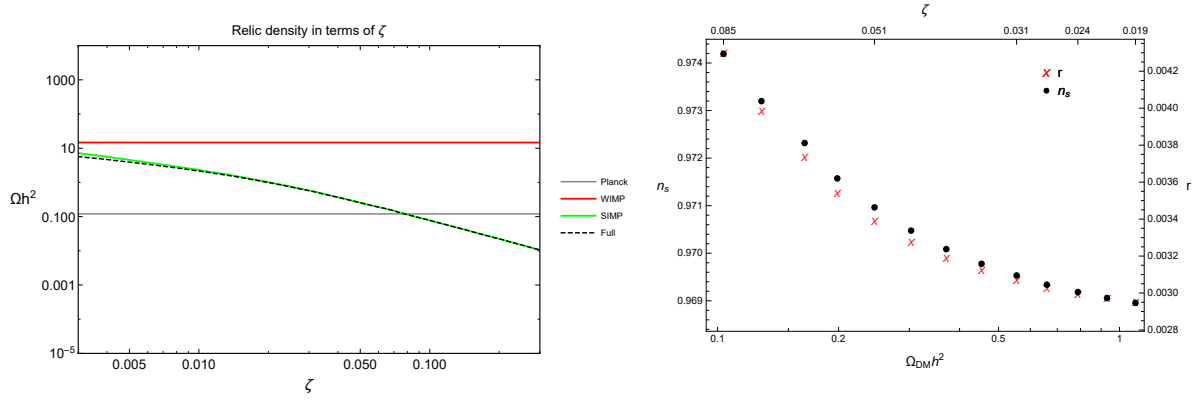 Relic density in terms of ζ
1000
10
0.100
0.001
10⁻⁵
Ωh²
0.005
0.010
0.050
0.100
ζ
Planck
WIMP
SIMP
Full
ζ
0.085
0.051
0.031
0.024
0.019
0.974
0.973
0.972
0.971
0.970
0.969
nₛ
x r
● nₛ
0.0042
0.0040
0.0038
0.0036
0.0034
0.0032
0.0030
0.0028
r
0.1
0.2
0.5
1
Ω_DM h²